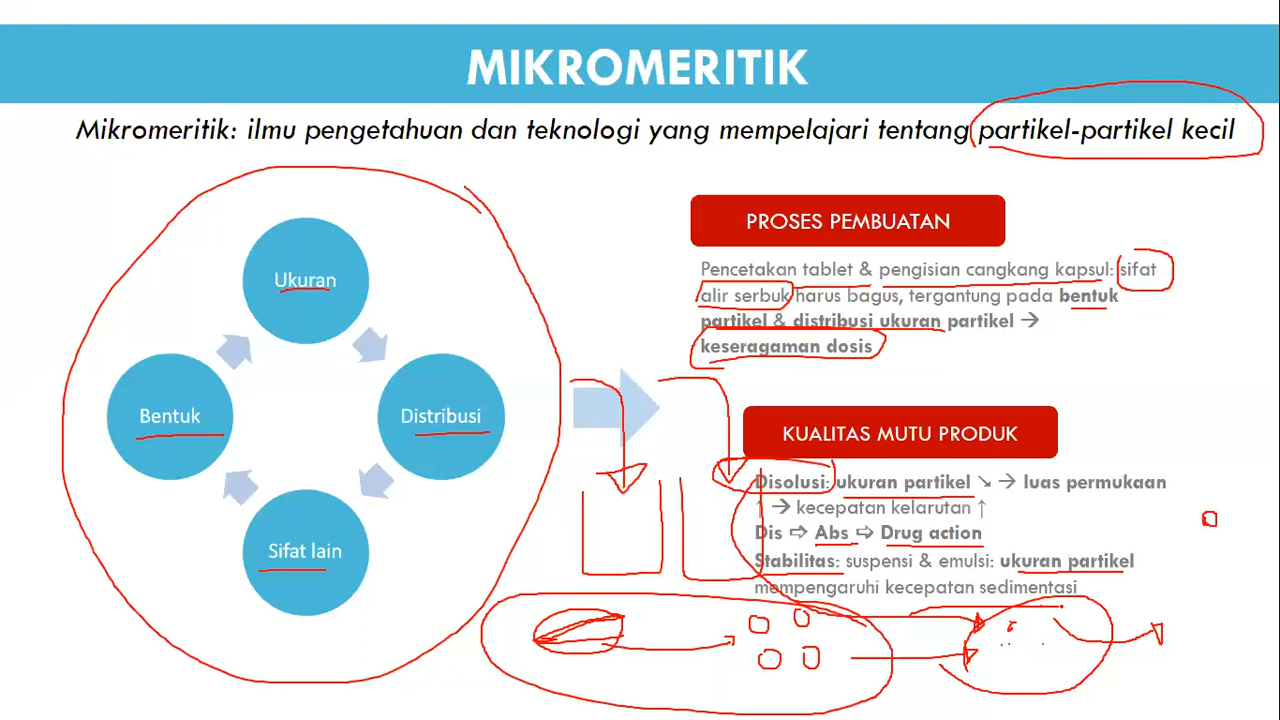 MIKROMERITIK
Mikromeritik: ilmu pengetahuan dan teknologi yang mempelajari tentang partikel-partikel kecil
Ukuran
Distribusi
Sifat lain
Bentuk
PROSES PEMBUATAN
Pencetakan tablet & pengisian cangkang kapsul: sifat
alir serbuk harus bagus, tergantung pada bentuk
partikel & distribusi ukuran partikel →
keseragaman dosis
KUALITAS MUTU PRODUK
Disolusi: ukuran partikel ↘ → luas permukaan
↑ → kecepatan kelarutan ↑
Dis ⇨ Abs ⇨ Drug action
Stabilitas: suspensi & emulsi: ukuran partikel
mempengaruhi kecepatan sedimentasi